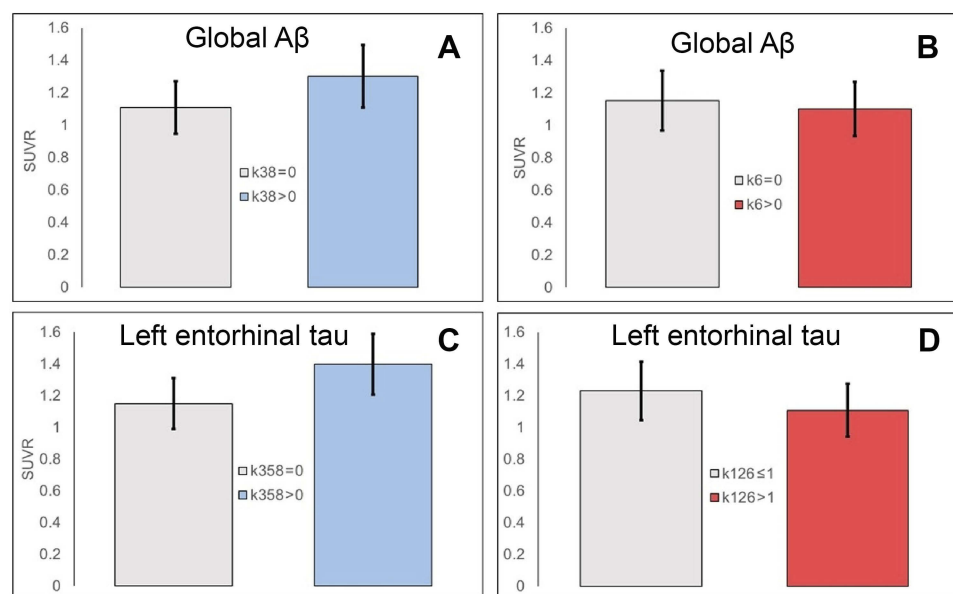 Global Aβ
A
1.6
1.4
1.2
1
0.8
0.6
0.4
0.2
0
SUVR
k38=0
k38>0
Global Aβ
B
1.6
1.4
1.2
1
0.8
0.6
0.4
0.2
0
SUVR
k6=0
k6>0
Left entorhinal tau
C
1.6
1.4
1.2
1
0.8
0.6
0.4
0.2
0
SUVR
k358=0
k358>0
Left entorhinal tau
D
1.6
1.4
1.2
1
0.8
0.6
0.4
0.2
0
k126≤1
k126>1